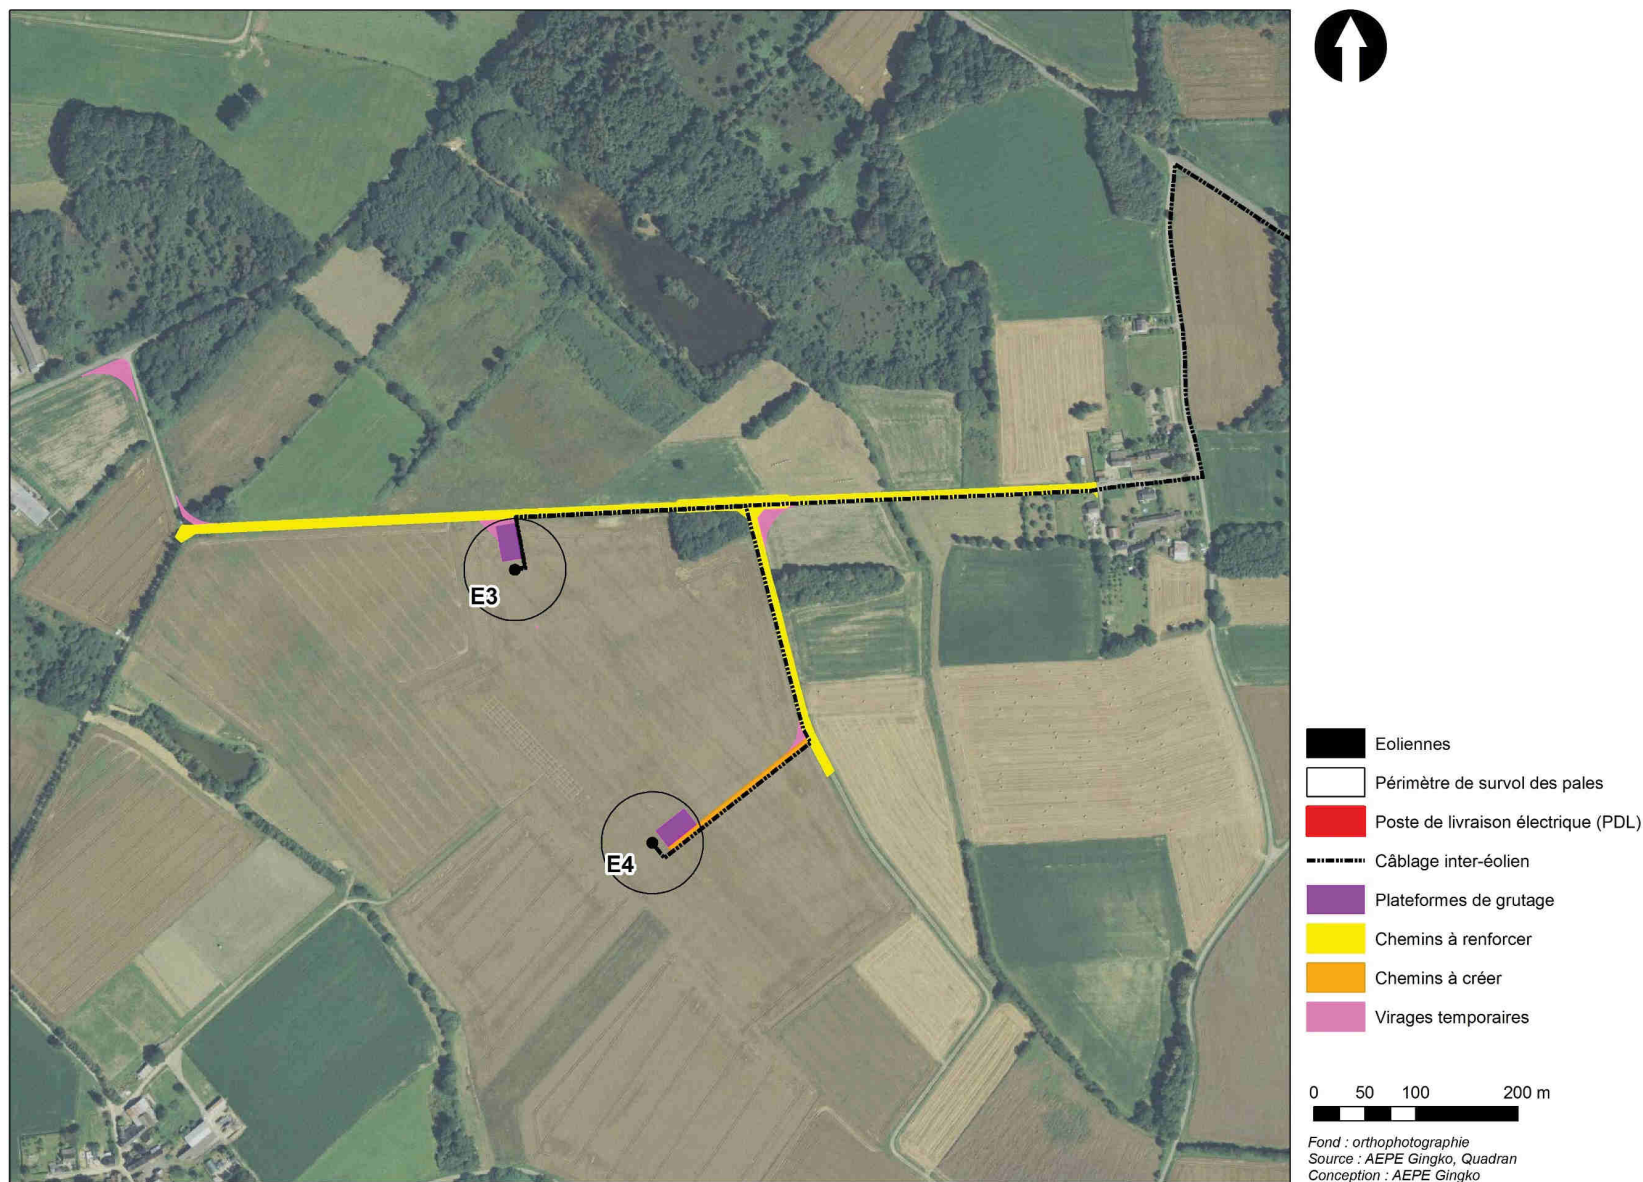 E3
E4
Eoliennes
Périmètre de survol des pales
Poste de livraison électrique (PDL)
Câblage inter-éolien
Plateformes de grutage
Chemins à renforcer
Chemins à créer
Virages temporaires
0 50 100 200 m
Fond : orthophotographie
Source : AEPE Gingko, Quadran
Conception : AEPE Gingko